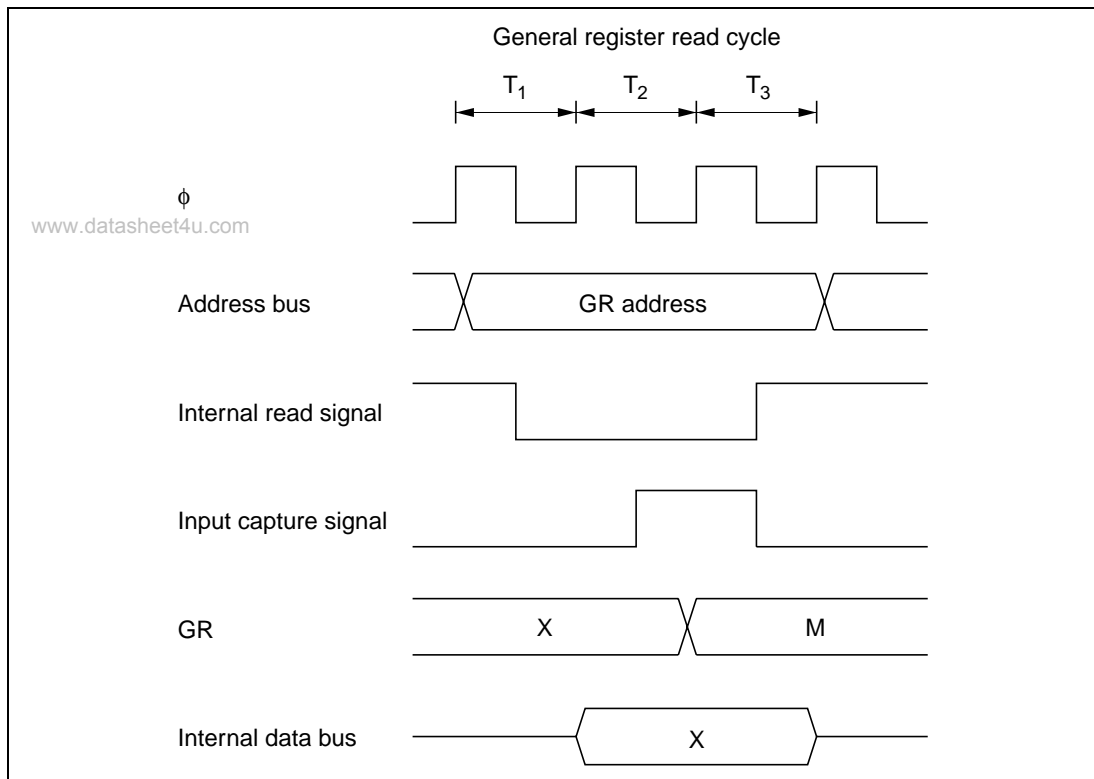 General register read cycle
T1 T2 T3
φ
www.datasheet4u.com
Address bus
GR address
Internal read signal
Input capture signal
GR
X
M
Internal data bus
X